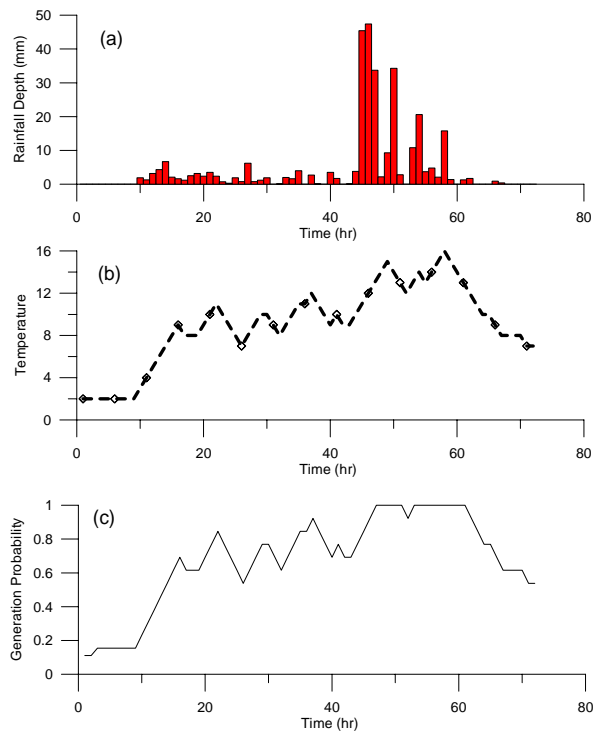 (a)
50
40
30
20
10
0
Rainfall Depth (mm)
0 20 40 60 80
Time (hr)
(b)
16
12
8
4
0
Temperature
0 20 40 60 80
Time (hr)
(c)
1
0.8
0.6
0.4
0.2
0
Generation Probability
0 20 40 60 80
Time (hr)